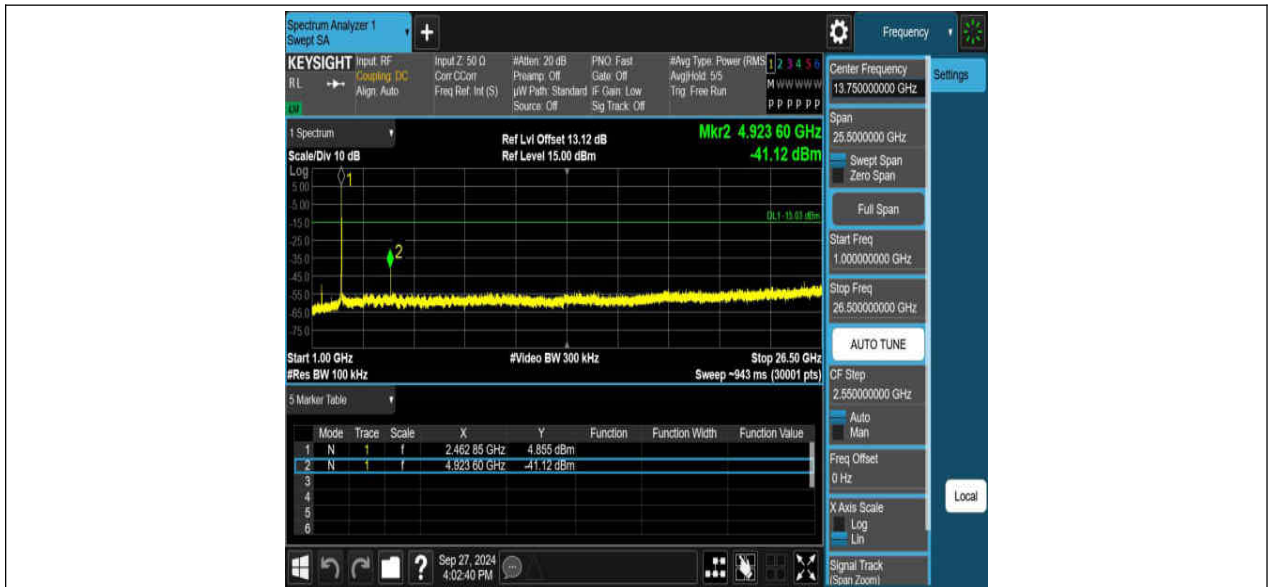 Spectrum Analyzer 1
Swept SA
+
Frequency
KEYSIGHT
RL
Input: RF
Coupling: DC
Align: Auto
Input Z: 50 Ω
Corr CCorr
Freq Ref: Int (S)
#Atten: 20 dB
Preamp: Off
µW Path: Standard
Source: Off
PNO: Fast
Gate: Off
IF Gain: Low
Sig Track: Off
#Avg Type: Power (RMS
Avg|Hold: 5/5
Trig: Free Run
1 2 3 4 5 6
M W W W W W
P P P P P P
Center Frequency
13.750000000 GHz
Settings
1 Spectrum
Scale/Div 10 dB
Ref Lvl Offset 13.12 dB
Ref Level 15.00 dBm
Mkr2 4.923 60 GHz
-41.12 dBm
Span
25.5000000 GHz
Swept Span
Zero Span
Full Span
Start Freq
1.000000000 GHz
Stop Freq
26.500000000 GHz
AUTO TUNE
CF Step
2.550000000 GHz
Auto
Man
Freq Offset
0 Hz
X Axis Scale
Log
Lin
Signal Track
(Span Zoom)
Local
Log
5.00
-5.00
-15.0
-25.0
-35.0
-45.0
-55.0
-65.0
-75.0
1
2
DL1 -15.03 dBm
Start 1.00 GHz
#Video BW 300 kHz
Stop 26.50 GHz
#Res BW 100 kHz
Sweep ~943 ms (30001 pts)
5 Marker Table
Mode Trace Scale X Y Function Function Width Function Value
1 N 1 f 2.462 85 GHz 4.855 dBm
2 N 1 f 4.923 60 GHz -41.12 dBm
3
4
5
6
?
Sep 27, 2024
4:02:40 PM